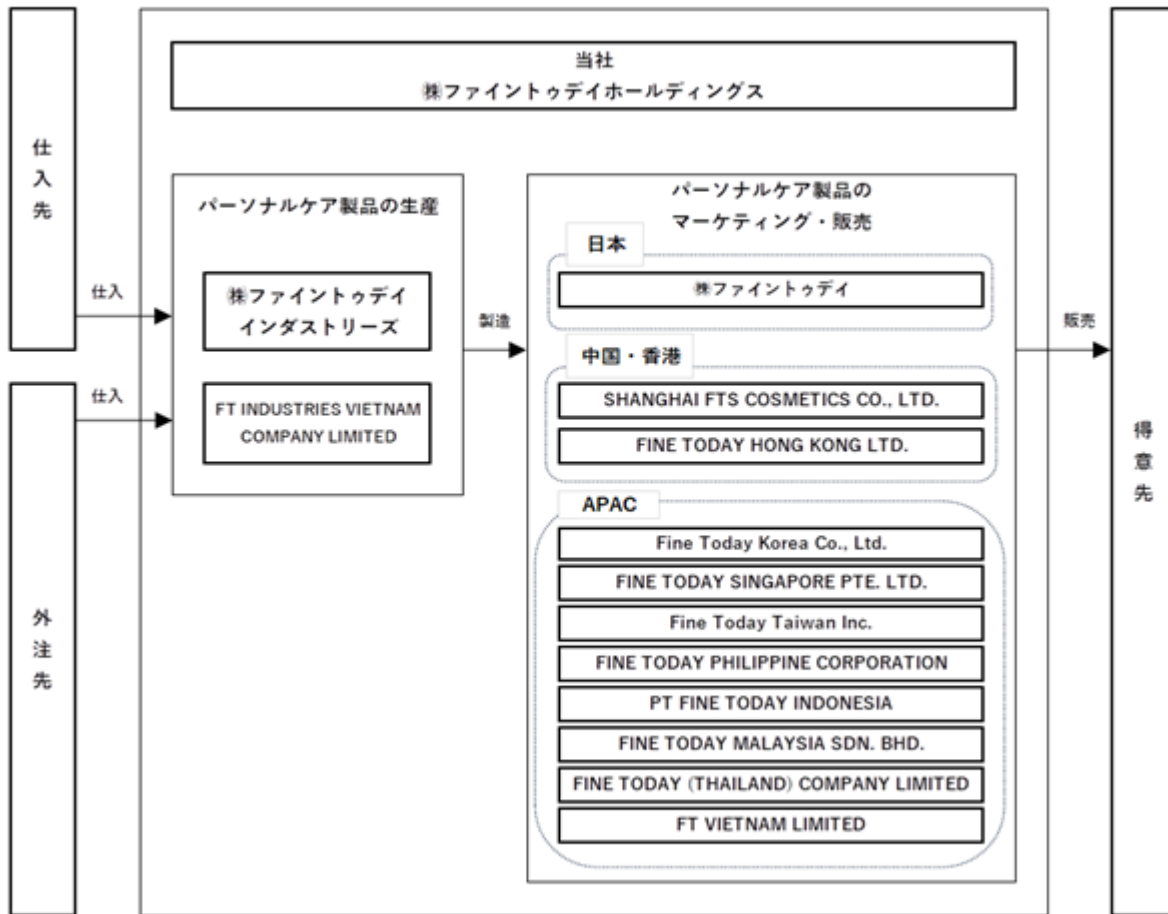 当社
㈱ファイントゥデイホールディングス
仕入先
仕入
外注先
仕入
パーソナルケア製品の生産
㈱ファイントゥデイ
インダストリーズ
FT INDUSTRIES VIETNAM
COMPANY LIMITED
製造
パーソナルケア製品の
マーケティング・販売
日本
㈱ファイントゥデイ
中国・香港
SHANGHAI FTS COSMETICS CO., LTD.
FINE TODAY HONG KONG LTD.
APAC
Fine Today Korea Co., Ltd.
FINE TODAY SINGAPORE PTE. LTD.
Fine Today Taiwan Inc.
FINE TODAY PHILIPPINE CORPORATION
PT FINE TODAY INDONESIA
FINE TODAY MALAYSIA SDN. BHD.
FINE TODAY (THAILAND) COMPANY LIMITED
FT VIETNAM LIMITED
販売
得意先